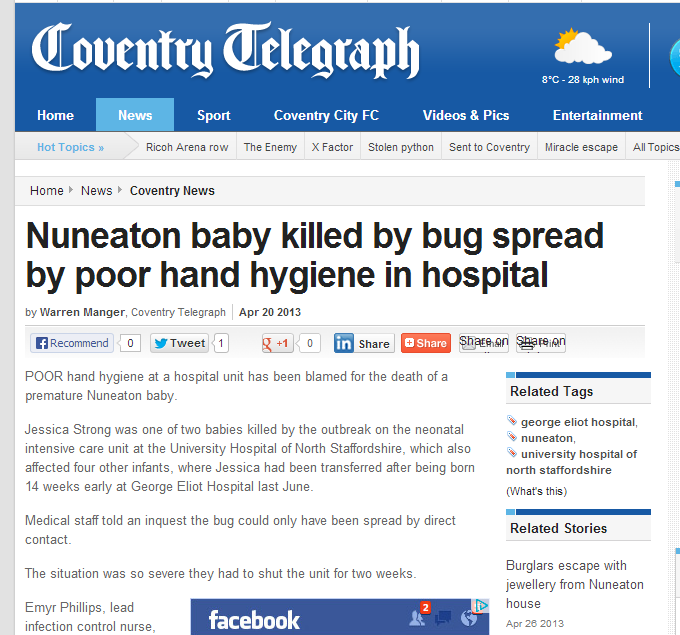 Coventry Telegraph
8°C - 28 kph wind
Home News Sport Coventry City FC Videos & Pics Entertainment
Hot Topics » Ricoh Arena row The Enemy X Factor Stolen python Sent to Coventry Miracle escape All Topics
Home News Coventry News
Nuneaton baby killed by bug spread
by poor hand hygiene in hospital
by Warren Manger, Coventry Telegraph Apr 20 2013
Recommend 0 Tweet 1 g +1 0 in Share Share Share on Email Share on
POOR hand hygiene at a hospital unit has been blamed for the death of a
premature Nuneaton baby.
Jessica Strong was one of two babies killed by the outbreak on the neonatal
intensive care unit at the University Hospital of North Staffordshire, which also
affected four other infants, where Jessica had been transferred after being born
14 weeks early at George Eliot Hospital last June.
Medical staff told an inquest the bug could only have been spread by direct
contact.
The situation was so severe they had to shut the unit for two weeks.
Emyr Phillips, lead
infection control nurse,
facebook 2
Related Tags
george eliot hospital,
nuneaton,
university hospital of
north staffordshire
(What's this)
Related Stories
Burglars escape with
jewellery from Nuneaton
house
Apr 26 2013